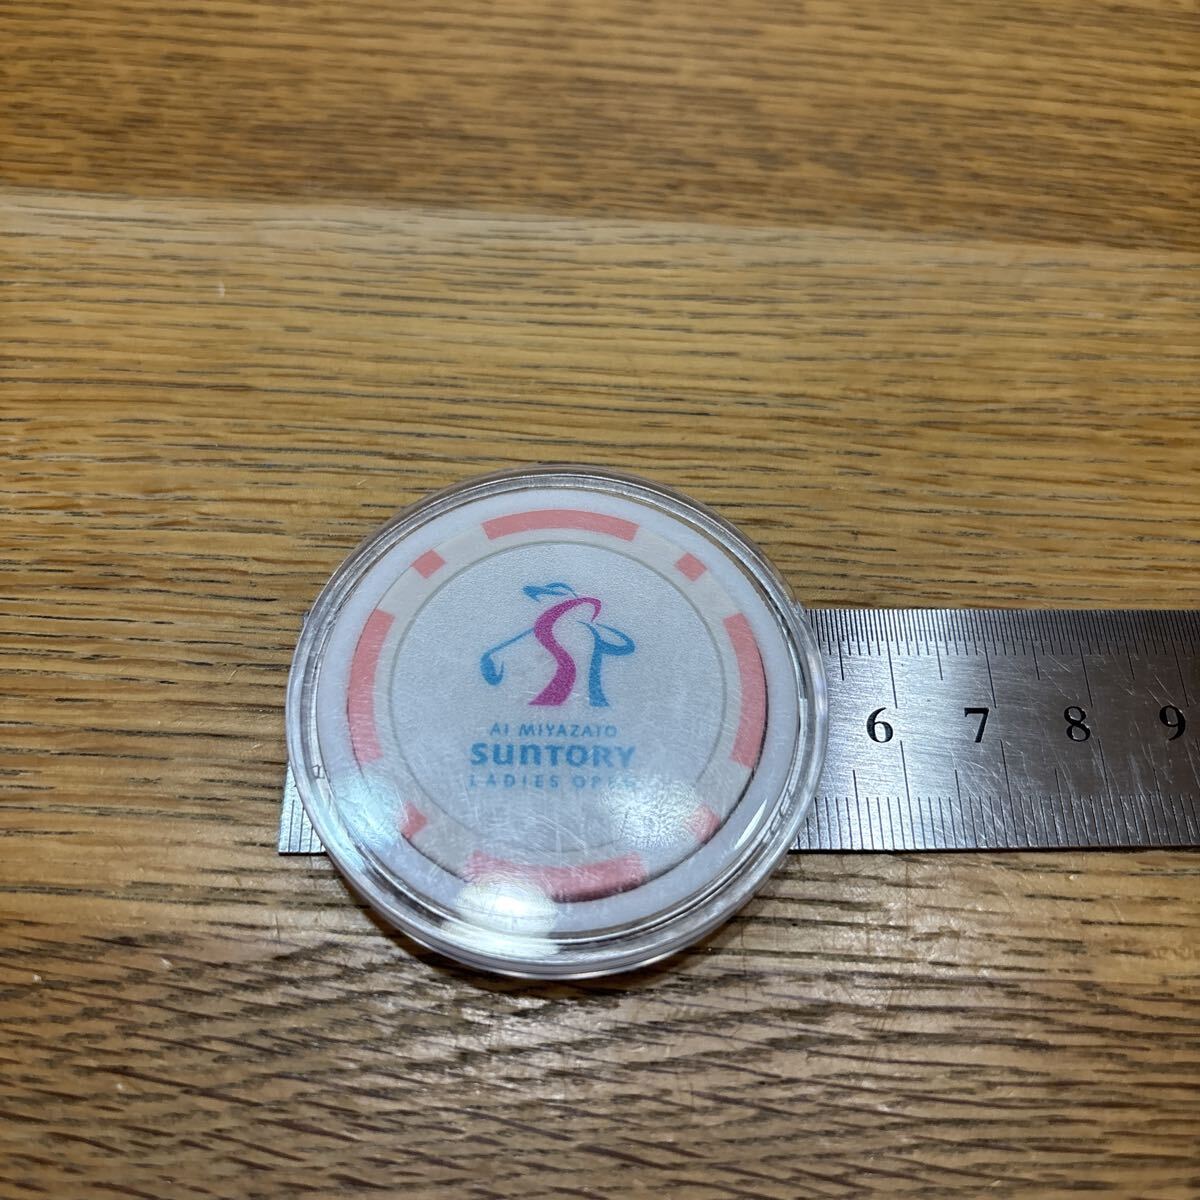 AI MIYAZATO
SUNTORY
LADIES OPEN
6 7 8 9